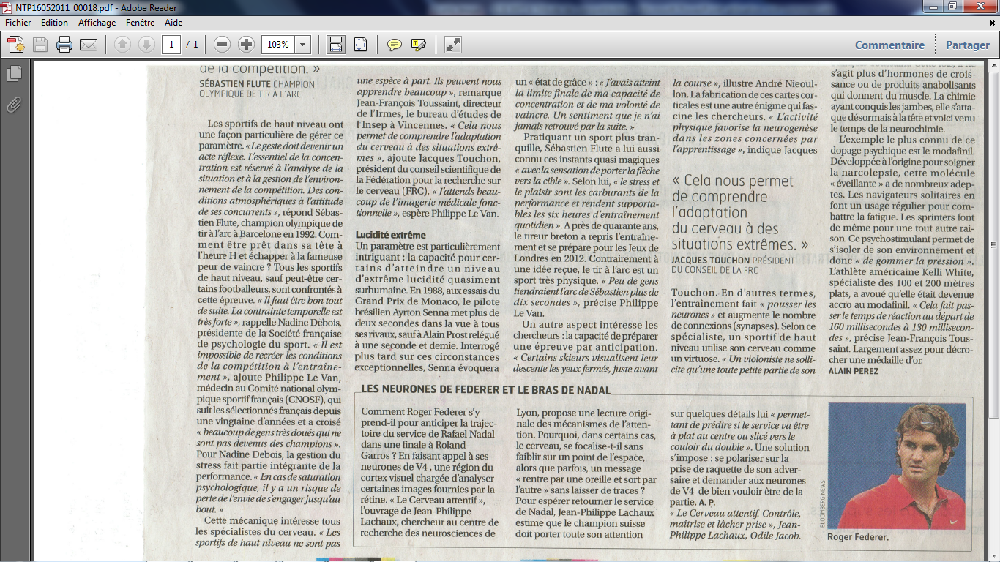 NTP16052011_00018.pdf - Adobe Reader
Fichier Edition Affichage Fenêtre Aide
1 / 1 103% Commentaire Partager
de la compétition. »
SÉBASTIEN FLUTE CHAMPION
OLYMPIQUE DE TIR À L'ARC
Les sportifs de haut niveau ont
une façon particulière de gérer ce
paramètre. « Le geste doit devenir un
acte réflexe. L'essentiel de la concen-
tration est réservé à l'analyse de la
situation et à la gestion de l'environ-
nement de la compétition. Des con-
ditions atmosphériques à l'attitude
de ses concurrents », répond Sébas-
tien Flute, champion olympique de
tir à l'arc à Barcelone en 1992. Com-
ment être prêt dans sa tête à
l'heure H et échapper à la fameuse
peur de vaincre ? Tous les sportifs
de haut niveau, sauf peut-être cer-
tains footballeurs, sont confrontés à
cette épreuve. « Il faut être bon tout
de suite. La contrainte temporelle est
très forte », rappelle Nadine Debois,
présidente de la Société française
de psychologie du sport. « Il est
impossible de recréer les conditions
de la compétition à l'entraîne-
ment », ajoute Philippe Le Van,
médecin au Comité national olym-
pique sportif français (CNOSF), qui
suit les sélectionnés français depuis
une vingtaine d'années et a croisé
« beaucoup de gens très doués qui ne
sont pas devenus des champions ».
Pour Nadine Debois, la gestion du
stress fait partie intégrante de la
performance. « En cas de saturation
psychologique, il y a un risque de
perte de l'envie de s'engager jusqu'au
bout. »
Cette mécanique intéresse tous
les spécialistes du cerveau. « Les
sportifs de haut niveau ne sont pas
une espèce à part. Ils peuvent nous
apprendre beaucoup », remarque
Jean-François Toussaint, directeur
de l'Irmes, le bureau d'études de
l'Insep à Vincennes. « Cela nous
permet de comprendre l'adaptation
du cerveau à des situations extrê-
mes », ajoute Jacques Touchon,
président du conseil scientifique de
la Fédération pour la recherche sur
le cerveau (FRC). « J'attends beau-
coup de l'imagerie médicale fonc-
tionnelle », espère Philippe Le Van.
Lucidité extrême
Un paramètre est particulièrement
intriguant : la capacité pour cer-
tains d'atteindre un niveau
d'extrême lucidité quasiment
surhumaine. En 1988, aux essais du
Grand Prix de Monaco, le pilote
brésilien Ayrton Senna met plus de
deux secondes dans la vue à tous
ses rivaux, sauf à Alain Prost relégué
à une seconde et demie. Interrogé
plus tard sur ces circonstances
exceptionnelles, Senna évoquera
un « état de grâce » : « J'avais atteint
la limite finale de ma capacité de
concentration et de ma volonté de
vaincre. Un sentiment que je n'ai
jamais retrouvé par la suite. »
Pratiquant un sport plus tran-
quille, Sébastien Flute a lui aussi
connu ces instants quasi magiques
« avec la sensation de porter la flèche
vers la cible ». Selon lui, « le stress et
le plaisir sont les carburants de la
performance et rendent supporta-
bles les six heures d'entraînement
quotidien ». A près de quarante ans,
le tireur breton a repris l'entraîne-
ment et se prépare pour les Jeux de
Londres en 2012. Contrairement à
une idée reçue, le tir à l'arc est un
sport très physique. « Peu de gens
tiendraient l'arc de Sébastien plus de
dix secondes », précise Philippe
Le Van.
Un autre aspect intéresse les
chercheurs : la capacité de préparer
une épreuve par anticipation.
« Certains skieurs visualisent leur
descente les yeux fermés, juste avant
la course », illustre André Nieoul-
lon. La fabrication de ces cartes cor-
ticales est une autre énigme qui fas-
cine les chercheurs. « L'activité
physique favorise la neurogenèse
dans les zones concernées par
l'apprentissage », indique Jacques
« Cela nous permet
de comprendre
l'adaptation
du cerveau à des
situations extrêmes. »
JACQUES TOUCHON PRÉSIDENT
DU CONSEIL DE LA FRC
Touchon. En d'autres termes,
l'entraînement fait « pousser les
neurones » et augmente le nombre
de connexions (synapses). Selon ce
spécialiste, un sportif de haut
niveau utilise son cerveau comme
un virtuose. « Un violoniste ne solli-
cite qu'une toute petite partie de son
s'agit plus d'hormones de crois-
sance ou de produits anabolisants
qui donnent du muscle. La chimie
ayant conquis les jambes, elle s'atta-
que désormais à la tête et voici venu
le temps de la neurochimie.
L'exemple le plus connu de ce
dopage psychique est le modafinil.
Développée à l'origine pour soigner
la narcolepsie, cette molécule
« éveillante » a de nombreux adep-
tes. Les navigateurs solitaires en
font un usage régulier pour com-
battre la fatigue. Les sprinters font
de même pour une tout autre rai-
son. Ce psychostimulant permet de
s'isoler de son environnement et
donc « de gommer la pression ».
L'athlète américaine Kelli White,
spécialiste des 100 et 200 mètres
plats, a avoué qu'elle était devenue
accro au modafinil. « Cela fait pas-
ser le temps de réaction au départ de
160 millisecondes à 130 millisecon-
des », précise Jean-François Tous-
saint. Largement assez pour décro-
cher une médaille d'or.
ALAIN PEREZ
LES NEURONES DE FEDERER ET LE BRAS DE NADAL
Comment Roger Federer s'y
prend-il pour anticiper la trajec-
toire du service de Rafael Nadal
dans une finale à Roland-
Garros ? En faisant appel à ses
neurones de V4 , une région du
cortex visuel chargée d'analyser
certaines images fournies par la
rétine. « Le Cerveau attentif »,
l'ouvrage de Jean-Philippe
Lachaux, chercheur au centre de
recherche des neurosciences de
Lyon, propose une lecture origi-
nale des mécanismes de l'atten-
tion. Pourquoi, dans certains cas,
le cerveau, se focalise-t-il sans
faiblir sur un point de l'espace,
alors que parfois, un message
« rentre par une oreille et sort par
l'autre » sans laisser de traces ?
Pour espérer retourner le service
de Nadal, Jean-Philippe Lachaux
estime que le champion suisse
doit porter toute son attention
sur quelques détails lui « permet-
tant de prédire si le service va être
à plat au centre ou slicé vers le
couloir du double ». Une solution
s'impose : se polariser sur la
prise de raquette de son adver-
saire et demander aux neurones
de V4 de bien vouloir être de la
partie. A. P.
« Le Cerveau attentif. Contrôle,
maîtrise et lâcher prise », Jean-
Philippe Lachaux, Odile Jacob.
BLOOMBERG NEWS
Roger Federer.